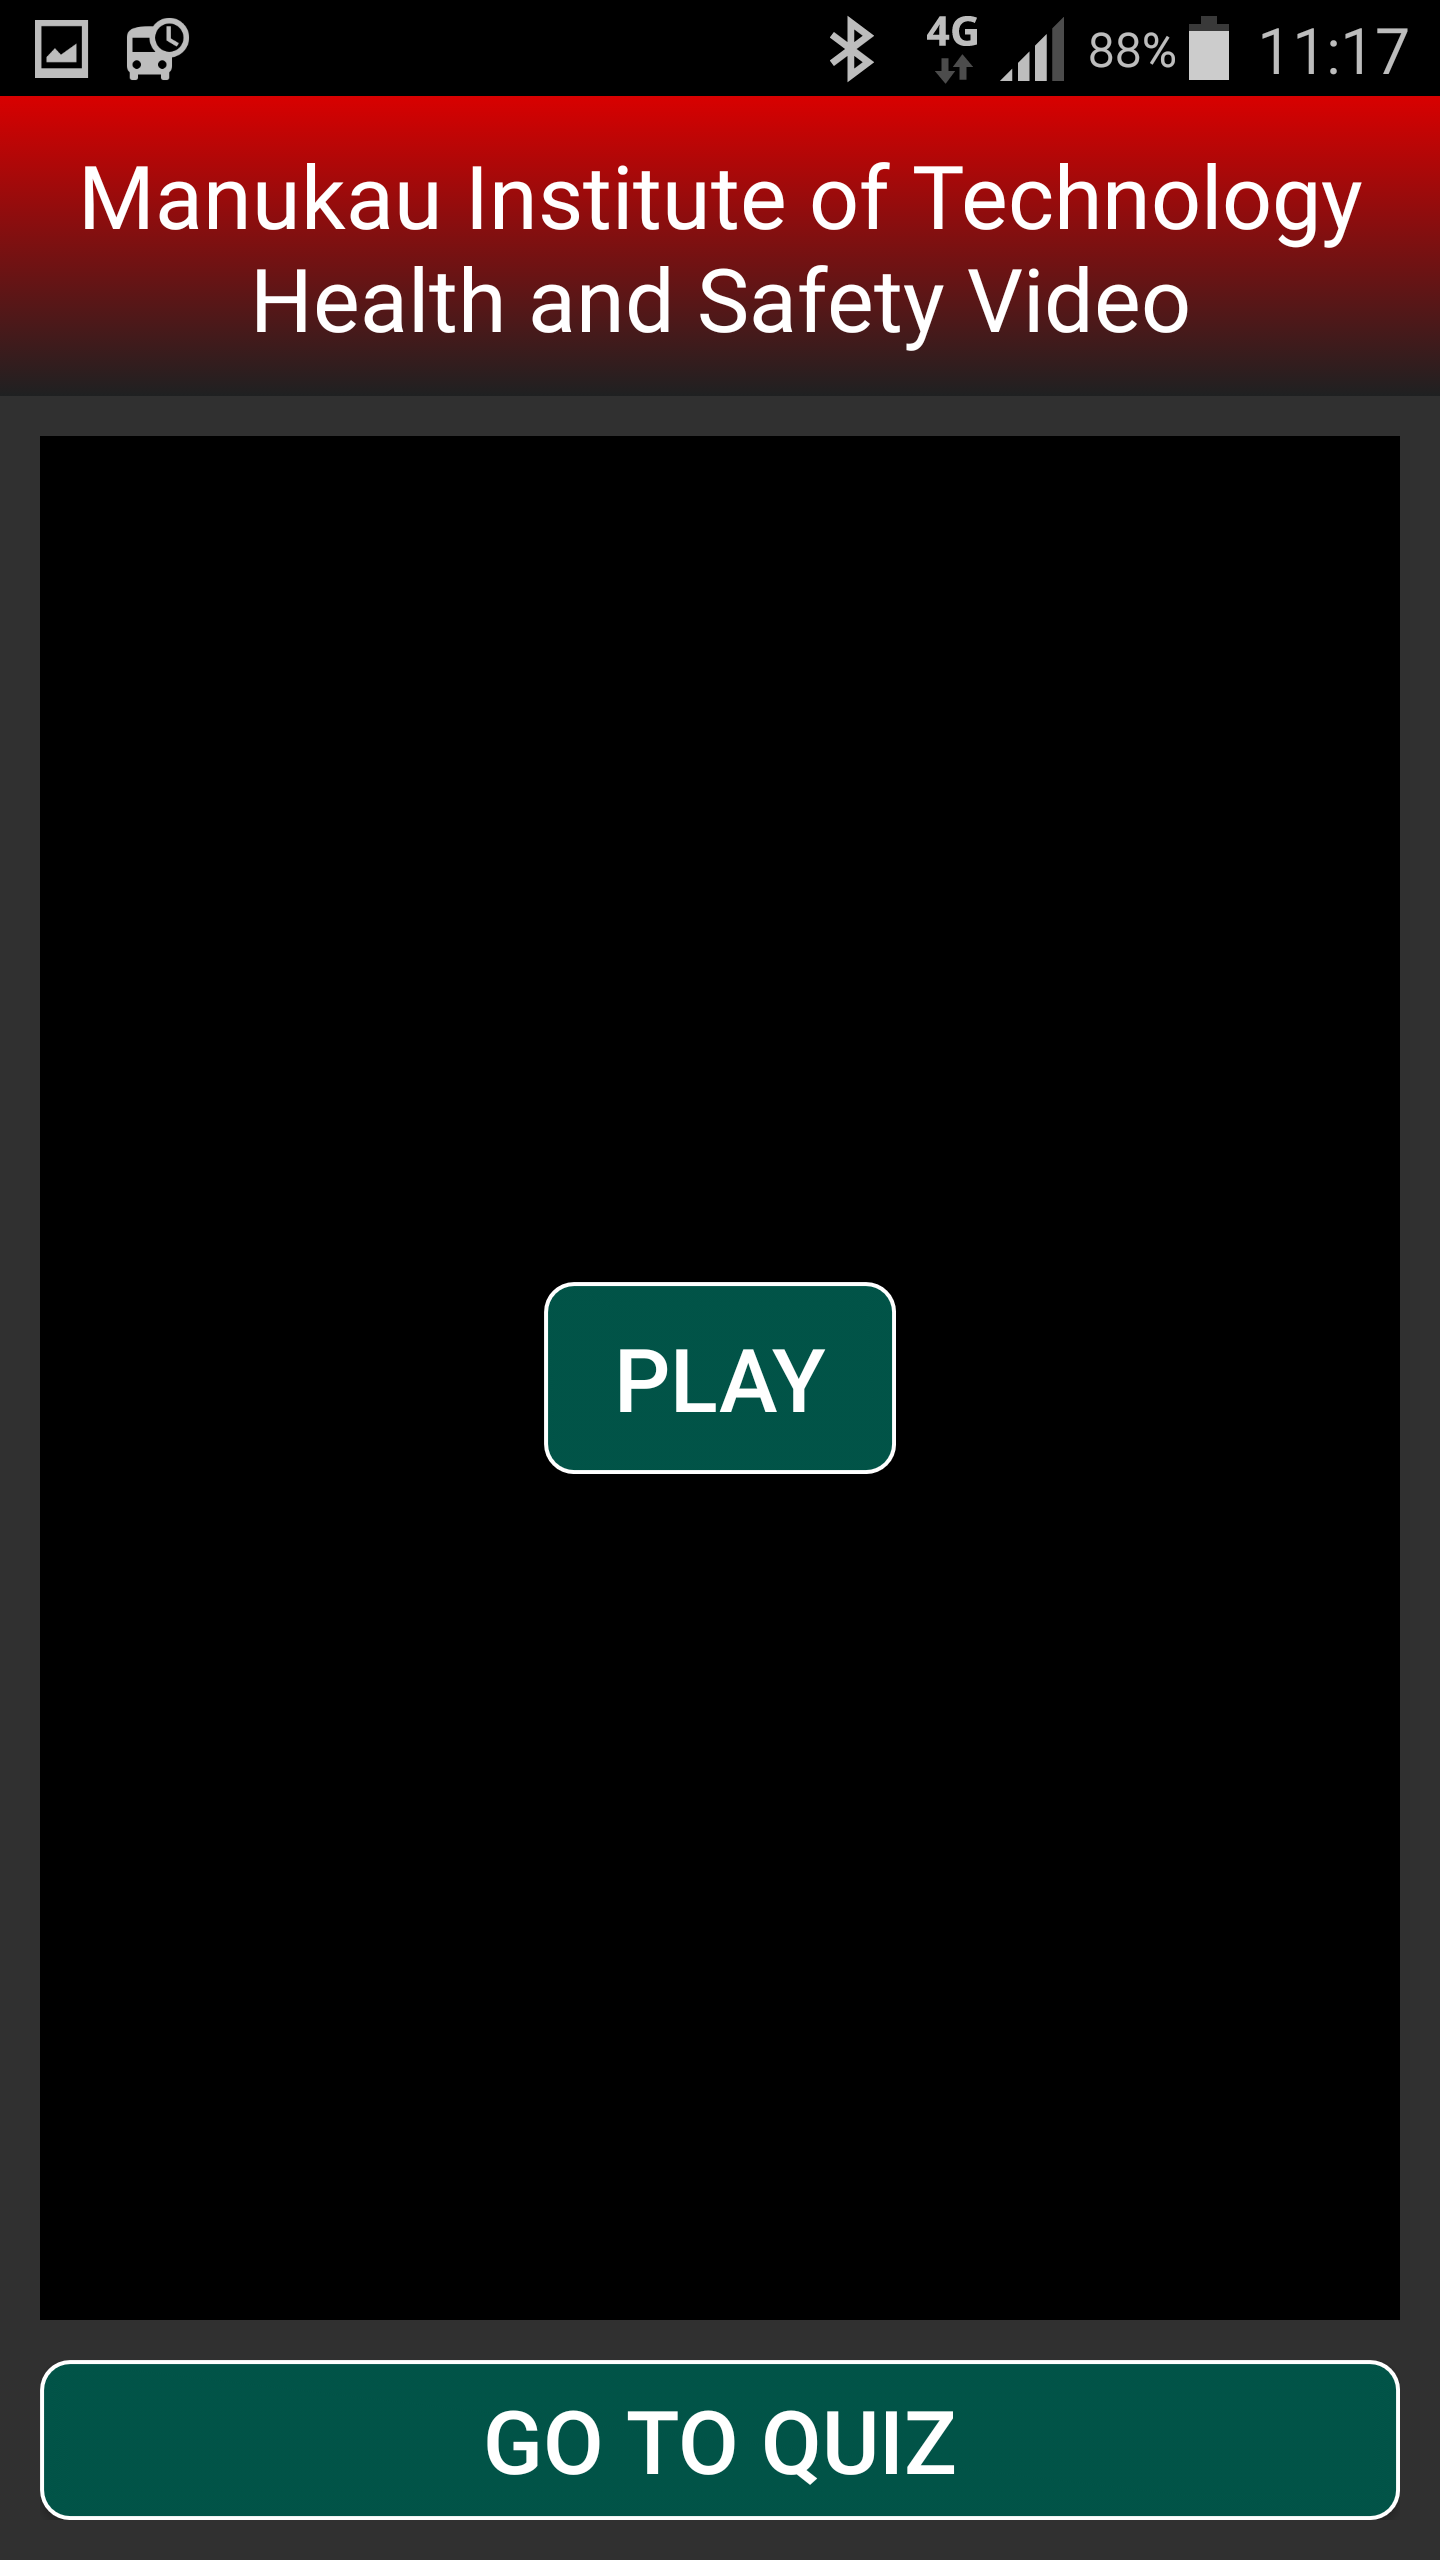 4G 88% 11:17
Manukau Institute of Technology
Health and Safety Video
PLAY
GO TO QUIZ